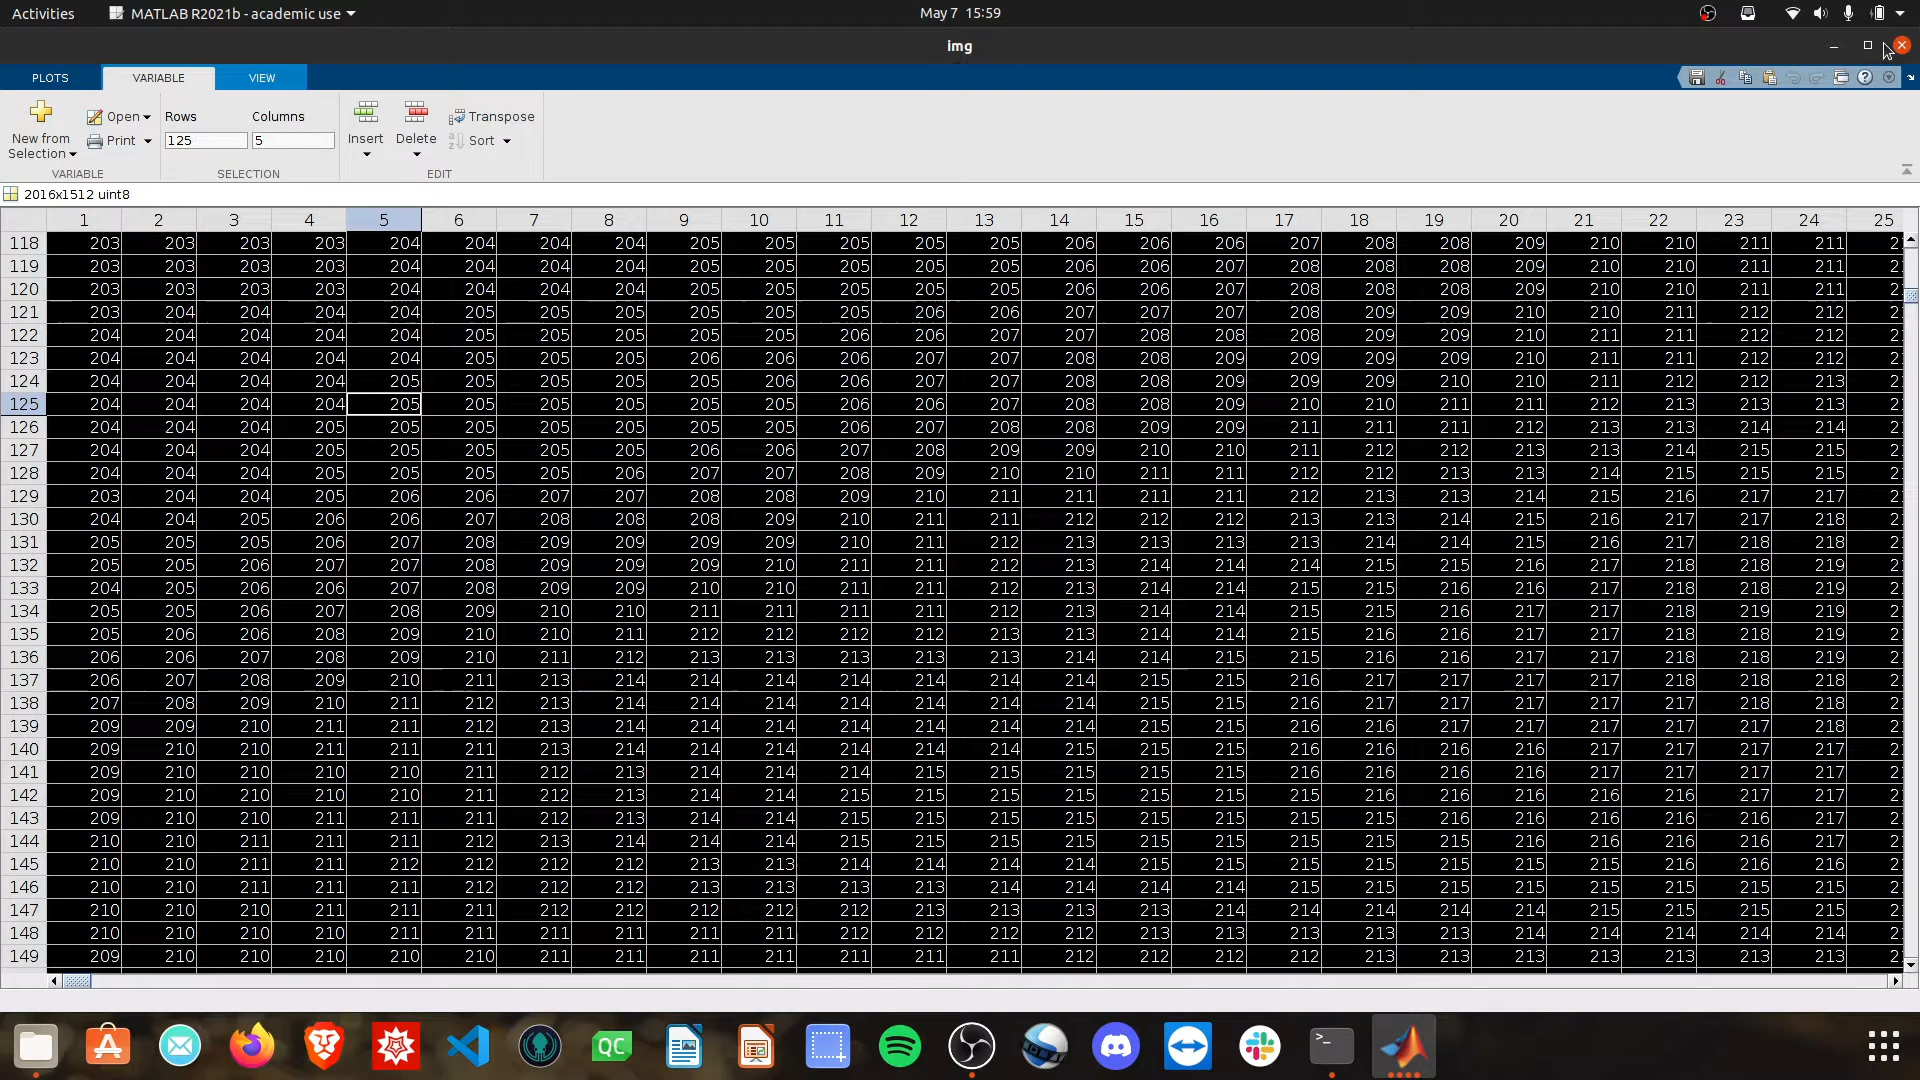 Activities MATLAB R2021b - academic use May 7 15:59
img
PLOTS VARIABLE VIEW
New from Selection Open Print Rows Columns Insert Delete Transpose Sort
125 5
VARIABLE SELECTION EDIT
2016x1512 uint8
1 2 3 4 5 6 7 8 9 10 11 12 13 14 15 16 17 18 19 20 21 22 23 24 25
118 203 203 203 203 204 204 204 204 205 205 205 205 205 206 206 206 207 208 208 209 210 210 211 211
119 203 203 203 203 204 204 204 204 205 205 205 205 205 206 206 207 208 208 208 209 210 210 211 211
120 203 203 203 203 204 204 204 204 205 205 205 205 205 206 206 207 208 208 208 209 210 210 211 211
121 203 204 204 204 204 205 205 205 205 205 205 206 206 207 207 207 208 209 209 210 210 211 212 212
122 204 204 204 204 204 205 205 205 205 205 206 206 207 207 208 208 208 209 209 210 211 211 212 212
123 204 204 204 204 204 205 205 205 206 206 206 207 207 208 208 209 209 209 209 210 211 211 212 212
124 204 204 204 204 205 205 205 205 205 206 206 207 207 208 208 209 209 209 210 210 211 212 212 213
125 204 204 204 204 205 205 205 205 205 206 206 207 208 208 209 210 210 211 211 212 213 213 213
126 204 204 204 205 205 205 205 205 205 205 206 207 208 208 209 209 211 211 211 212 213 213 214 214
127 204 204 204 205 205 205 205 205 206 206 207 208 209 209 210 210 211 212 212 213 213 214 215 215
128 204 204 204 205 205 205 205 206 207 207 208 209 210 210 211 211 212 212 213 213 214 215 215 215
129 203 204 204 205 206 206 207 207 208 208 209 210 211 211 211 211 212 213 213 214 215 216 217 217
130 204 204 205 206 206 207 208 208 208 209 210 211 211 212 212 212 213 213 214 215 216 217 217 218
131 205 205 205 206 207 208 209 209 209 209 210 211 212 213 213 213 213 214 214 215 216 217 218 218
132 205 205 206 207 207 208 209 209 209 210 211 211 212 213 214 214 214 215 215 216 217 218 218 219
133 204 205 206 206 207 208 209 209 210 210 211 211 212 213 214 214 215 215 216 216 217 218 218 219
134 205 205 206 207 208 209 210 210 211 211 211 211 212 213 214 214 215 215 216 217 217 218 219 219
135 205 206 206 208 209 210 210 211 212 212 212 212 213 213 214 214 215 216 216 217 217 218 218 219
136 206 206 207 208 209 210 211 212 213 213 213 213 213 214 214 215 215 216 216 217 217 218 218 219
137 206 207 208 209 210 211 213 214 214 214 214 214 214 214 215 215 216 217 217 217 217 218 218 218
138 207 208 209 210 211 212 213 214 214 214 214 214 214 214 215 215 216 217 217 217 217 217 218 218
139 209 209 210 211 211 212 213 214 214 214 214 214 214 214 215 215 216 216 217 217 217 217 217 218
140 209 210 210 211 211 211 213 214 214 214 214 214 214 215 215 215 216 216 216 216 217 217 217 217
141 209 210 210 210 210 211 212 213 214 214 214 215 215 215 215 215 216 216 216 216 217 217 217 217
142 209 210 210 210 210 211 212 213 214 214 215 215 215 215 215 215 215 216 216 216 216 216 217 217
143 209 210 210 211 211 211 212 213 214 214 215 215 215 215 215 215 215 215 215 216 216 216 216 217
144 210 210 211 211 211 212 213 214 214 214 215 215 215 215 215 215 215 215 215 216 216 216 216 217
145 210 210 211 211 212 212 212 212 213 213 214 214 214 214 215 215 215 215 215 215 215 216 216 216
146 210 210 211 211 211 212 212 212 213 213 213 213 214 214 214 214 215 215 215 215 215 215 215 216
147 210 210 210 211 211 211 212 212 212 212 212 213 213 213 213 214 214 214 214 214 215 215 215 215
148 210 210 210 210 211 211 211 211 211 211 212 212 212 212 213 213 213 213 213 214 214 214 214 215
149 209 210 210 210 210 210 211 211 211 211 211 212 212 212 212 212 212 213 213 213 213 213 213 213
QC